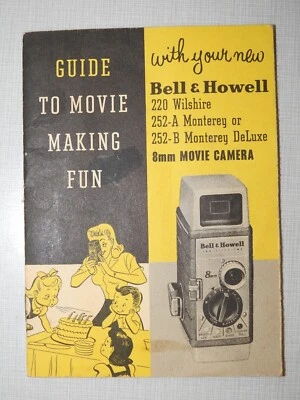 GUIDE
TO MOVIE
MAKING
FUN
with your new
Bell & Howell
220 Wilshire
252-A Monterey or
252-B Monterey DeLuxe
8mm MOVIE CAMERA
Bell & Howell
8mm